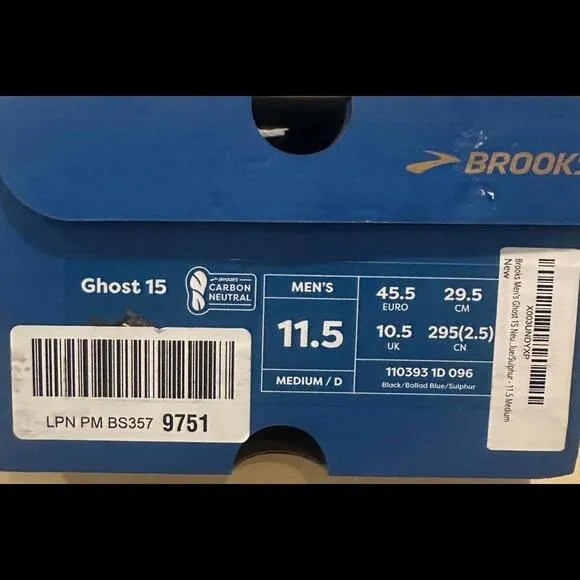 BROOKS
Ghost 15
BROOKS
CARBON
NEUTRAL
MEN'S
11.5
MEDIUM / D
45.5
EURO
29.5
CM
10.5
UK
295(2.5)
CN
110393 1D 096
Black/Ballad Blue/Sulphur
LPN PM BS357 9751
X003UNDYXP
Brooks Men's Ghost 15 Neu...lue/Sulphur - 11.5 Medium
New